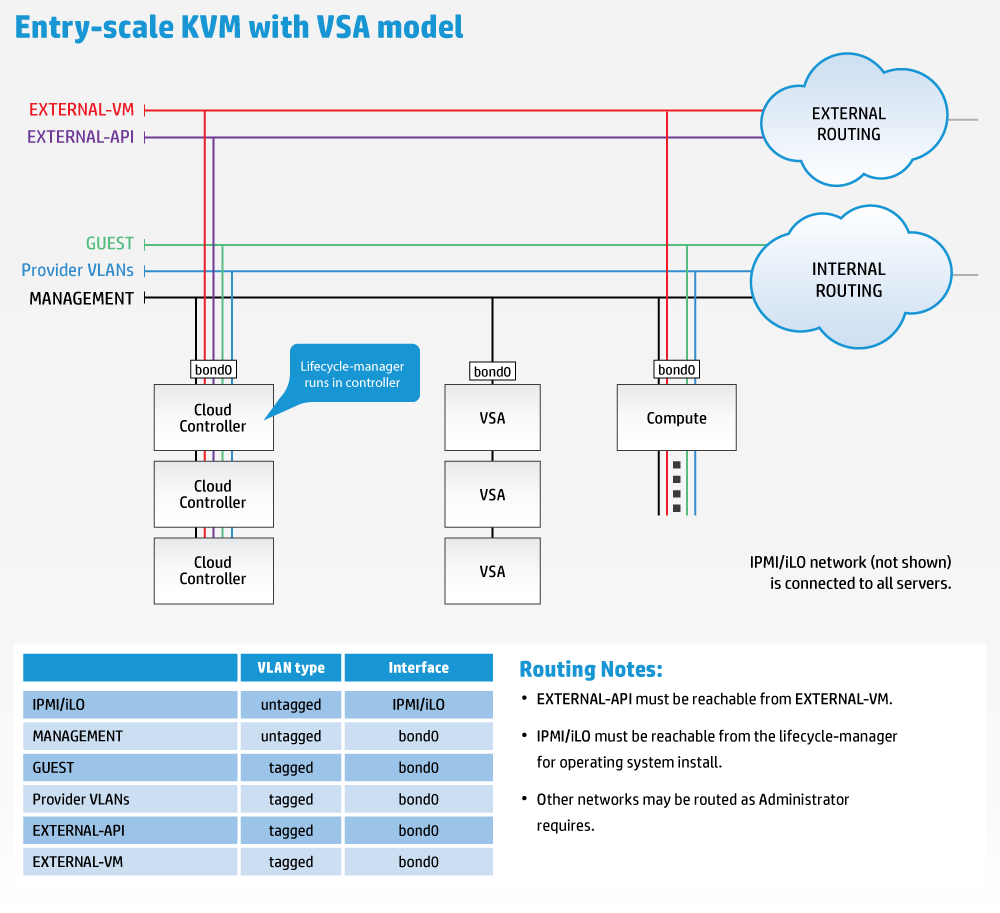 Entry-scale KVM with VSA model
EXTERNAL-VM
EXTERNAL-API
EXTERNAL
ROUTING
GUEST
Provider VLANs
MANAGEMENT
INTERNAL
ROUTING
bond0
bond0
bond0
Lifecycle-manager
runs in controller
Cloud
Controller
VSA
Compute
Cloud
Controller
VSA
Cloud
Controller
VSA
IPMI/iLO network (not shown)
is connected to all servers.
VLAN type Interface
IPMI/iLO untagged IPMI/iLO
MANAGEMENT untagged bond0
GUEST tagged bond0
Provider VLANs tagged bond0
EXTERNAL-API tagged bond0
EXTERNAL-VM tagged bond0
Routing Notes:
• EXTERNAL-API must be reachable from EXTERNAL-VM.
• IPMI/iLO must be reachable from the lifecycle-manager
for operating system install.
• Other networks may be routed as Administrator
requires.